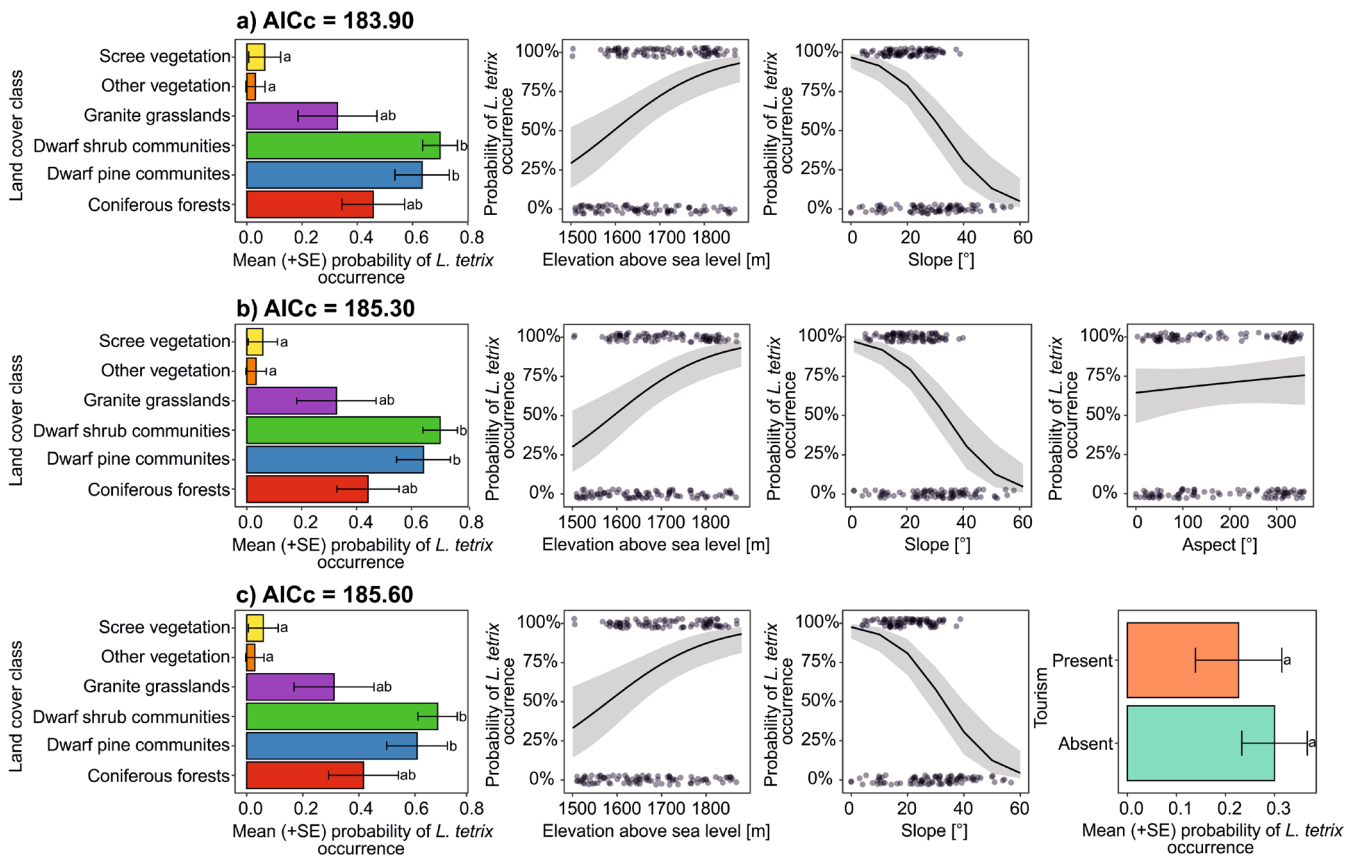 a) AICc = 183.90
Land cover class
Scree vegetation
Other vegetation
Granite grasslands
Dwarf shrub communities
Dwarf pine communites
Coniferous forests
a
a
ab
b
b
ab
0.0 0.2 0.4 0.6 0.8
Mean (+SE) probability of L. tetrix
occurrence
Probability of L. tetrix
occurrence
100%
75%
50%
25%
0%
1500 1600 1700 1800
Elevation above sea level [m]
Probability of L. tetrix
occurrence
100%
75%
50%
25%
0%
0 20 40 60
Slope [°]
b) AICc = 185.30
Land cover class
Scree vegetation
Other vegetation
Granite grasslands
Dwarf shrub communities
Dwarf pine communites
Coniferous forests
a
a
ab
b
b
ab
0.0 0.2 0.4 0.6 0.8
Mean (+SE) probability of L. tetrix
occurrence
Probability of L. tetrix
occurrence
100%
75%
50%
25%
0%
1500 1600 1700 1800
Elevation above sea level [m]
Probability of L. tetrix
occurrence
100%
75%
50%
25%
0%
0 20 40 60
Slope [°]
Probability of L. tetrix
occurrence
100%
75%
50%
25%
0%
0 100 200 300
Aspect [°]
c) AICc = 185.60
Land cover class
Scree vegetation
Other vegetation
Granite grasslands
Dwarf shrub communities
Dwarf pine communites
Coniferous forests
a
a
ab
b
b
ab
0.0 0.2 0.4 0.6 0.8
Mean (+SE) probability of L. tetrix
occurrence
Probability of L. tetrix
occurrence
100%
75%
50%
25%
0%
1500 1600 1700 1800
Elevation above sea level [m]
Probability of L. tetrix
occurrence
100%
75%
50%
25%
0%
0 20 40 60
Slope [°]
Tourism
Present
Absent
a
a
0.0 0.1 0.2 0.3
Mean (+SE) probability of L. tetrix
occurrence